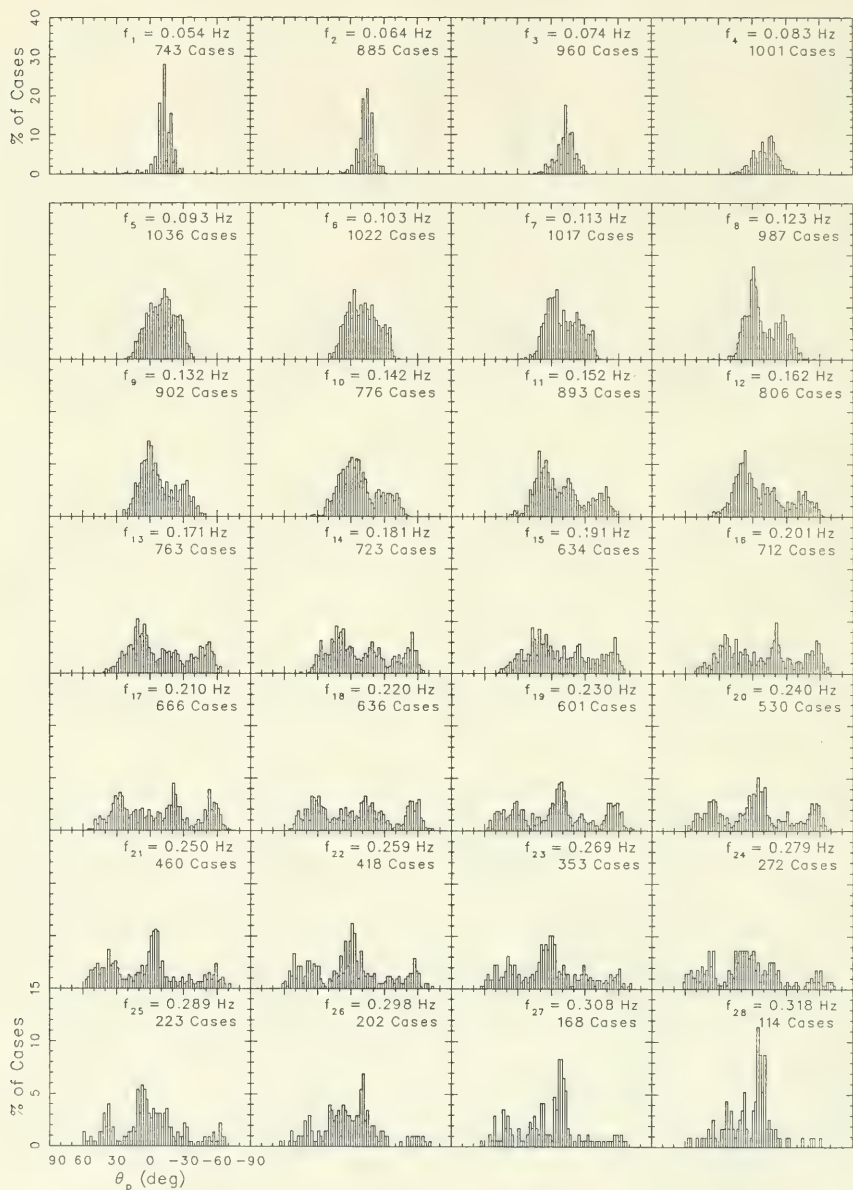 % of Cases
40
30
20
10
0
f1 = 0.054 Hz
743 Cases
f2 = 0.064 Hz
885 Cases
f3 = 0.074 Hz
960 Cases
f4 = 0.083 Hz
1001 Cases
f5 = 0.093 Hz
1036 Cases
f6 = 0.103 Hz
1022 Cases
f7 = 0.113 Hz
1017 Cases
f8 = 0.123 Hz
987 Cases
f9 = 0.132 Hz
902 Cases
f10 = 0.142 Hz
776 Cases
f11 = 0.152 Hz
893 Cases
f12 = 0.162 Hz
806 Cases
f13 = 0.171 Hz
763 Cases
f14 = 0.181 Hz
723 Cases
f15 = 0.191 Hz
634 Cases
f16 = 0.201 Hz
712 Cases
f17 = 0.210 Hz
666 Cases
f18 = 0.220 Hz
636 Cases
f19 = 0.230 Hz
601 Cases
f20 = 0.240 Hz
530 Cases
f21 = 0.250 Hz
460 Cases
f22 = 0.259 Hz
418 Cases
f23 = 0.269 Hz
353 Cases
f24 = 0.279 Hz
272 Cases
% of Cases
15
10
5
0
f25 = 0.289 Hz
223 Cases
f26 = 0.298 Hz
202 Cases
f27 = 0.308 Hz
168 Cases
f28 = 0.318 Hz
114 Cases
90 60 30 0 -30 -60 -90
θp (deg)